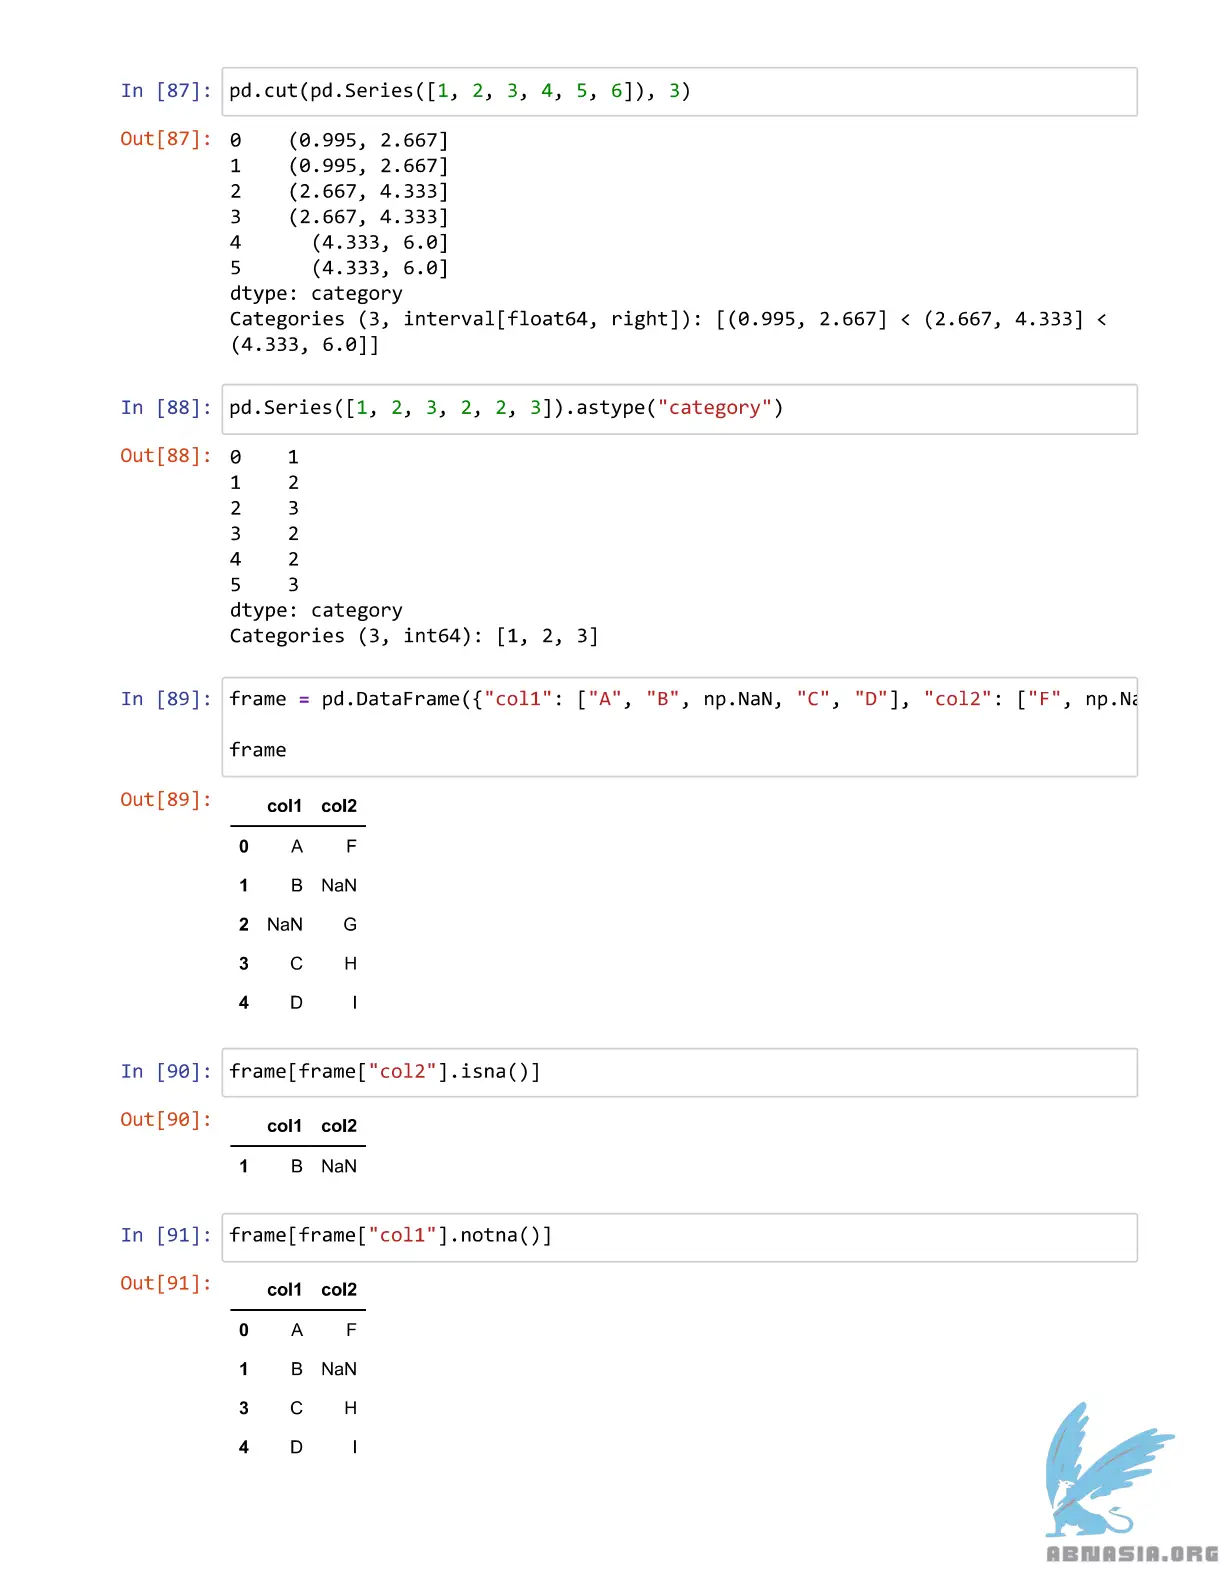 In [87]: pd.cut(pd.Series([1, 2, 3, 4, 5, 6]), 3)
Out[87]: 0    (0.995, 2.667]
1    (0.995, 2.667]
2    (2.667, 4.333]
3    (2.667, 4.333]
4      (4.333, 6.0]
5      (4.333, 6.0]
dtype: category
Categories (3, interval[float64, right]): [(0.995, 2.667] < (2.667, 4.333] <
(4.333, 6.0]]
In [88]: pd.Series([1, 2, 3, 2, 2, 3]).astype("category")
Out[88]: 0    1
1    2
2    3
3    2
4    2
5    3
dtype: category
Categories (3, int64): [1, 2, 3]
In [89]: frame = pd.DataFrame({"col1": ["A", "B", np.NaN, "C", "D"], "col2": ["F", np.Na
frame
Out[89]: col1 col2
0 A F
1 B NaN
2 NaN G
3 C H
4 D I
In [90]: frame[frame["col2"].isna()]
Out[90]: col1 col2
1 B NaN
In [91]: frame[frame["col1"].notna()]
Out[91]: col1 col2
0 A F
1 B NaN
3 C H
4 D I
ABNASIA.ORG